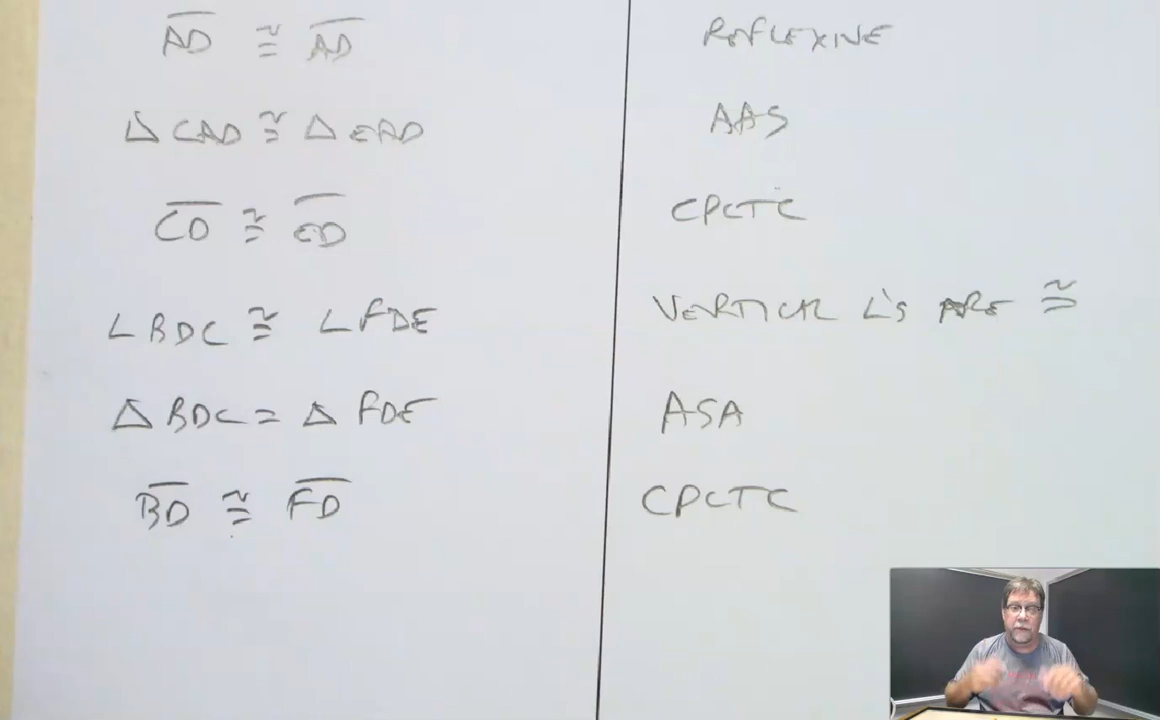 AD ≅ AD REFLEXIVE
△ CAD ≅ △ EAD AAS
CD ≅ ED CPCTC
∠BDC ≅ ∠FDE VERTICAL ∠'s ARE ≅
△ BDC = △ FDE ASA
BD ≅ FD CPCTC